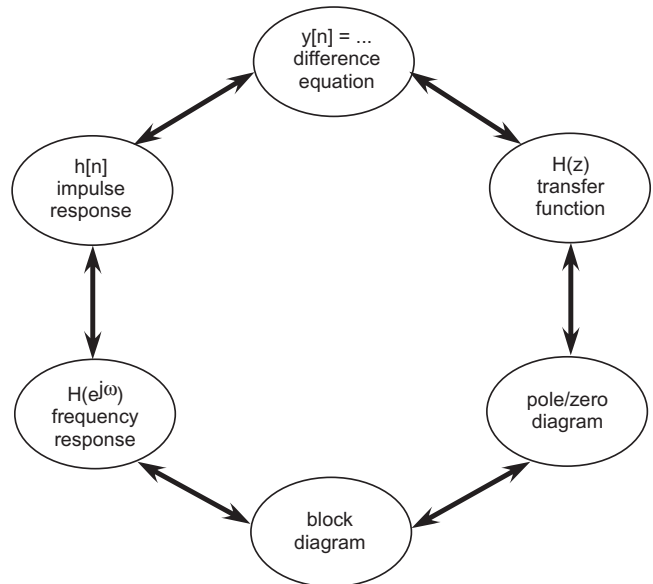 y[n] = ...
difference
equation
h[n]
impulse
response
H(z)
transfer
function
H(e^jω)
frequency
response
pole/zero
diagram
block
diagram